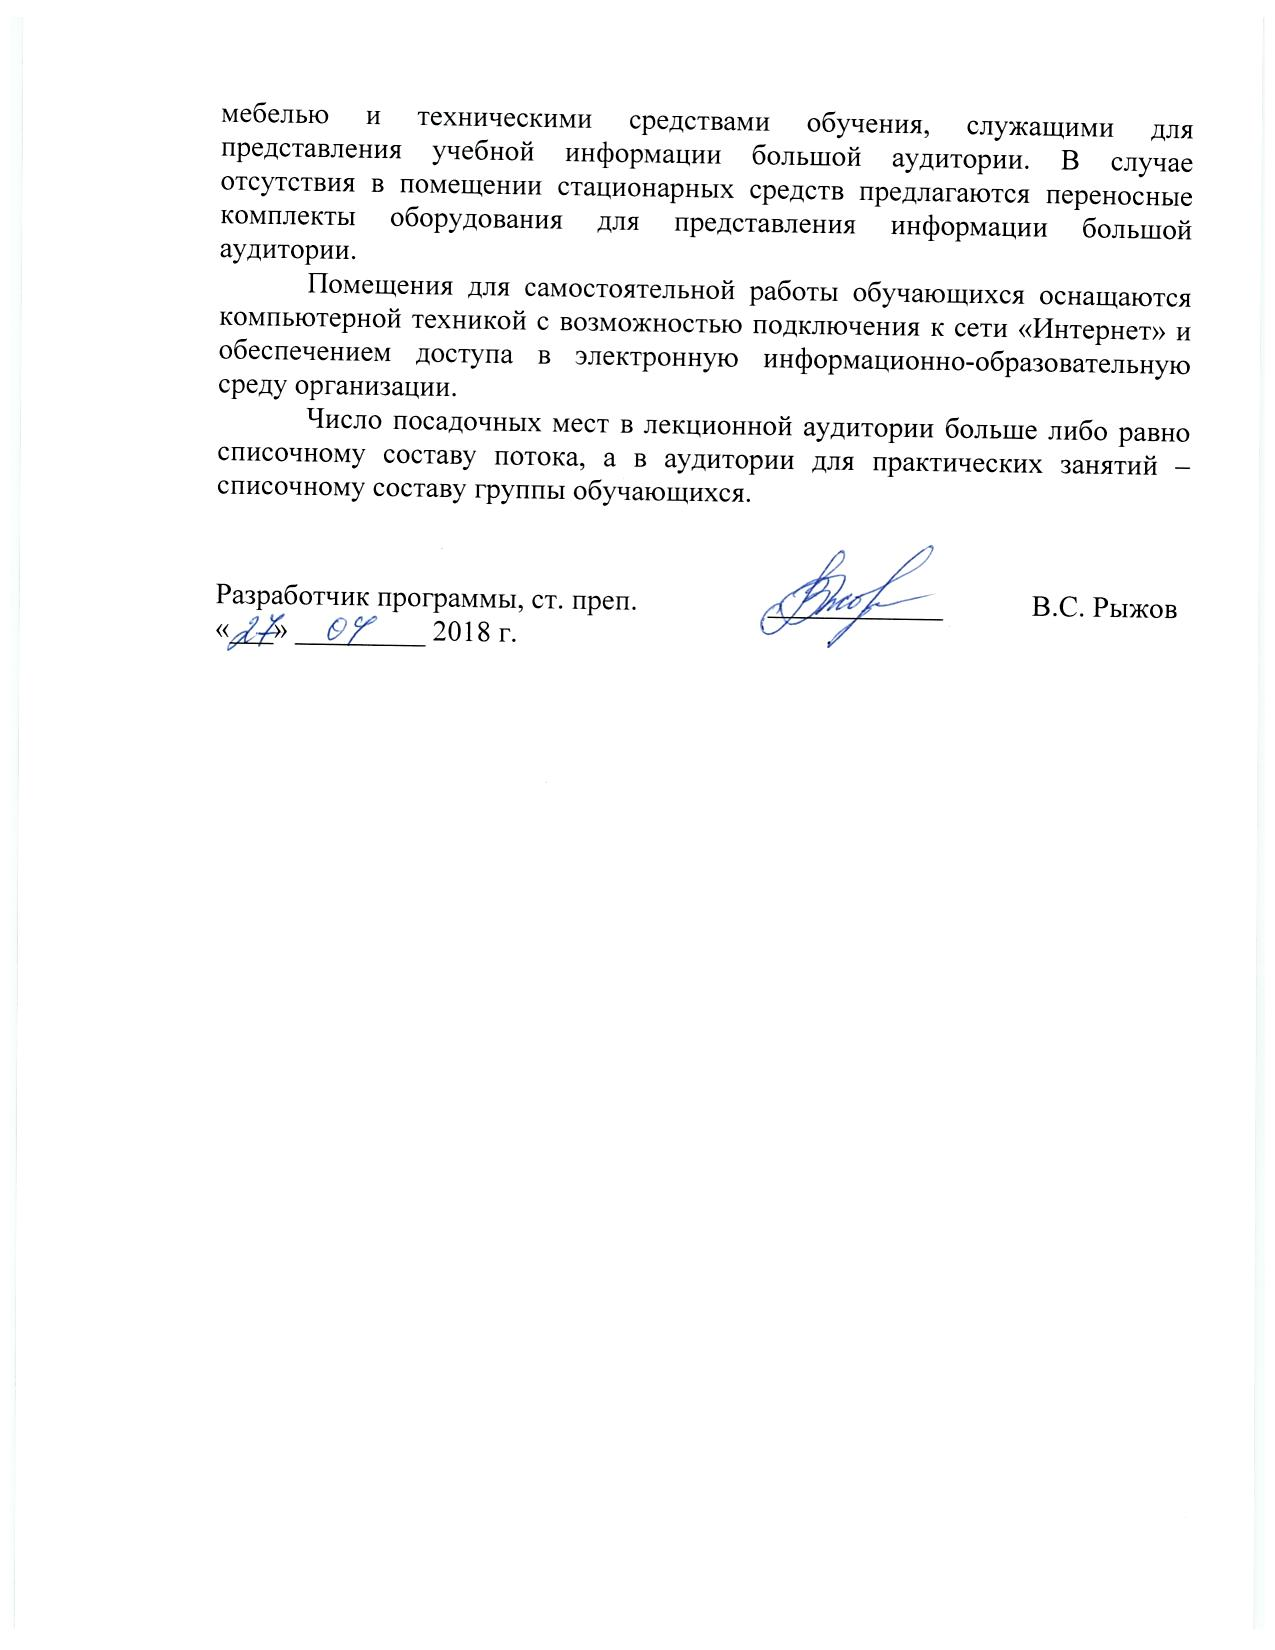 мебелью и техническими средствами обучения, служащими для
представления учебной информации большой аудитории. В случае
отсутствия в помещении стационарных средств предлагаются переносные
комплекты оборудования для представления информации большой
аудитории.
Помещения для самостоятельной работы обучающихся оснащаются
компьютерной техникой с возможностью подключения к сети «Интернет» и
обеспечением доступа в электронную информационно-образовательную
среду организации.
Число посадочных мест в лекционной аудитории больше либо равно
списочному составу потока, а в аудитории для практических занятий –
списочному составу группы обучающихся.
Разработчик программы, ст. преп. В.С. Рыжов
«27» 04 2018 г.